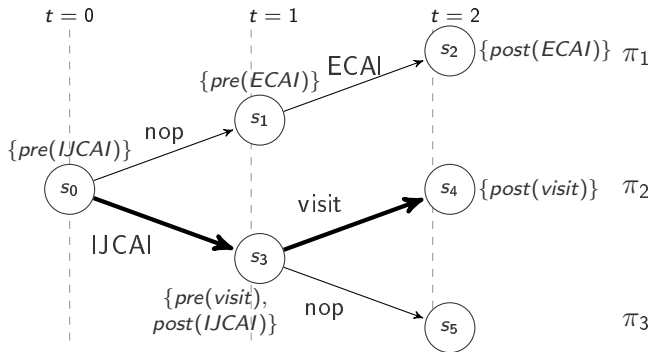 t = 0 t = 1 t = 2
s₂ {post(ECAI)} π₁
ECAI
{pre(ECAI)}
s₁
nop
{pre(IJCAI)}
s₀
s₄ {post(visit)} π₂
visit
IJCAI
s₃
{pre(visit),
post(IJCAI)}
nop
s₅ π₃